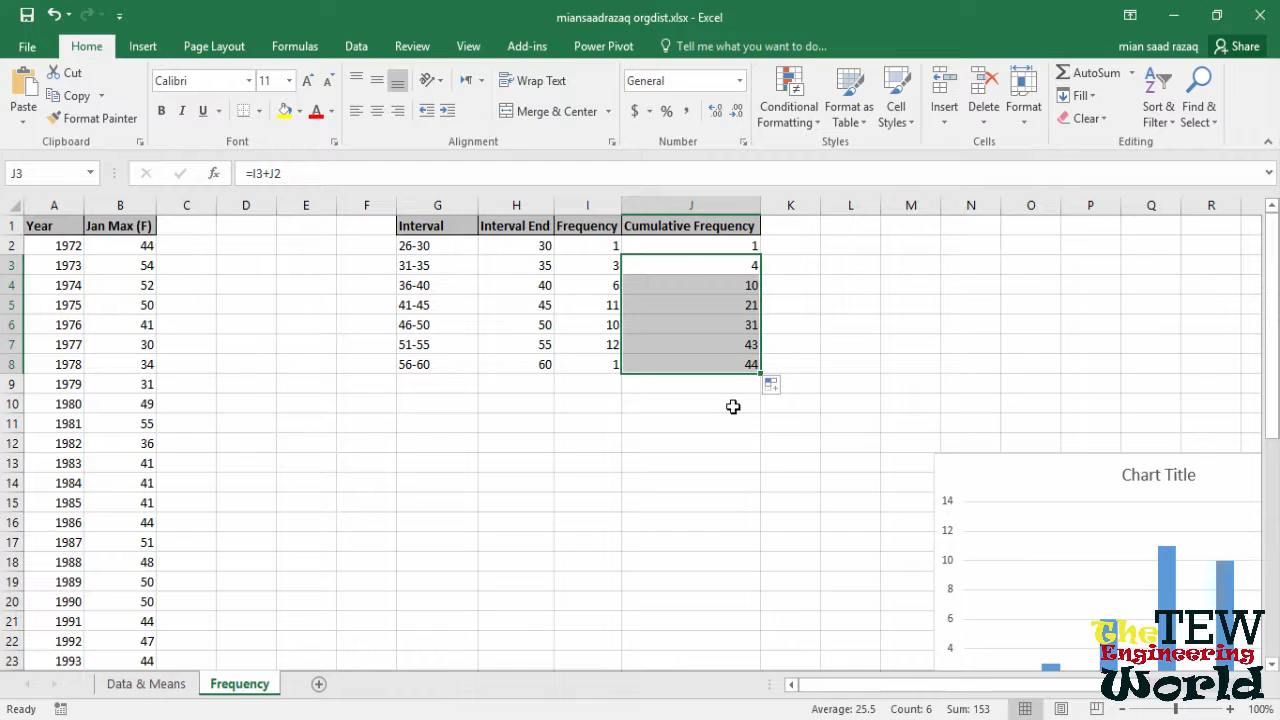 miansaadrazaq orgdist.xlsx - Excel
File Home Insert Page Layout Formulas Data Review View Add-ins Power Pivot Tell me what you want to do... mian saad razaq Share
Paste Cut Copy Format Painter Clipboard
Calibri 11 B I U A Font
Wrap Text Merge & Center Alignment
General $ % , Number
Conditional Formatting Format as Table Cell Styles Styles
Insert Delete Format Cells
AutoSum Fill Clear Sort & Filter Find & Select Editing
J3 fx =I3+J2
A B C D E F G H I J K L M N O P Q R
1 Year Jan Max (F) Interval Interval End Frequency Cumulative Frequency
2 1972 44 26-30 30 1 1
3 1973 54 31-35 35 3 4
4 1974 52 36-40 40 6 10
5 1975 50 41-45 45 11 21
6 1976 41 46-50 50 10 31
7 1977 30 51-55 55 12 43
8 1978 34 56-60 60 1 44
9 1979 31
10 1980 49
11 1981 55
12 1982 36
13 1983 41
14 1984 41
15 1985 41
16 1986 44
17 1987 51
18 1988 48
19 1989 50
20 1990 50
21 1991 44
22 1992 47
23 1993 44
Chart Title
14
12
10
8
6
4
The TEW
Engineering
World
Data & Means Frequency
Ready Average: 25.5 Count: 6 Sum: 153 100%